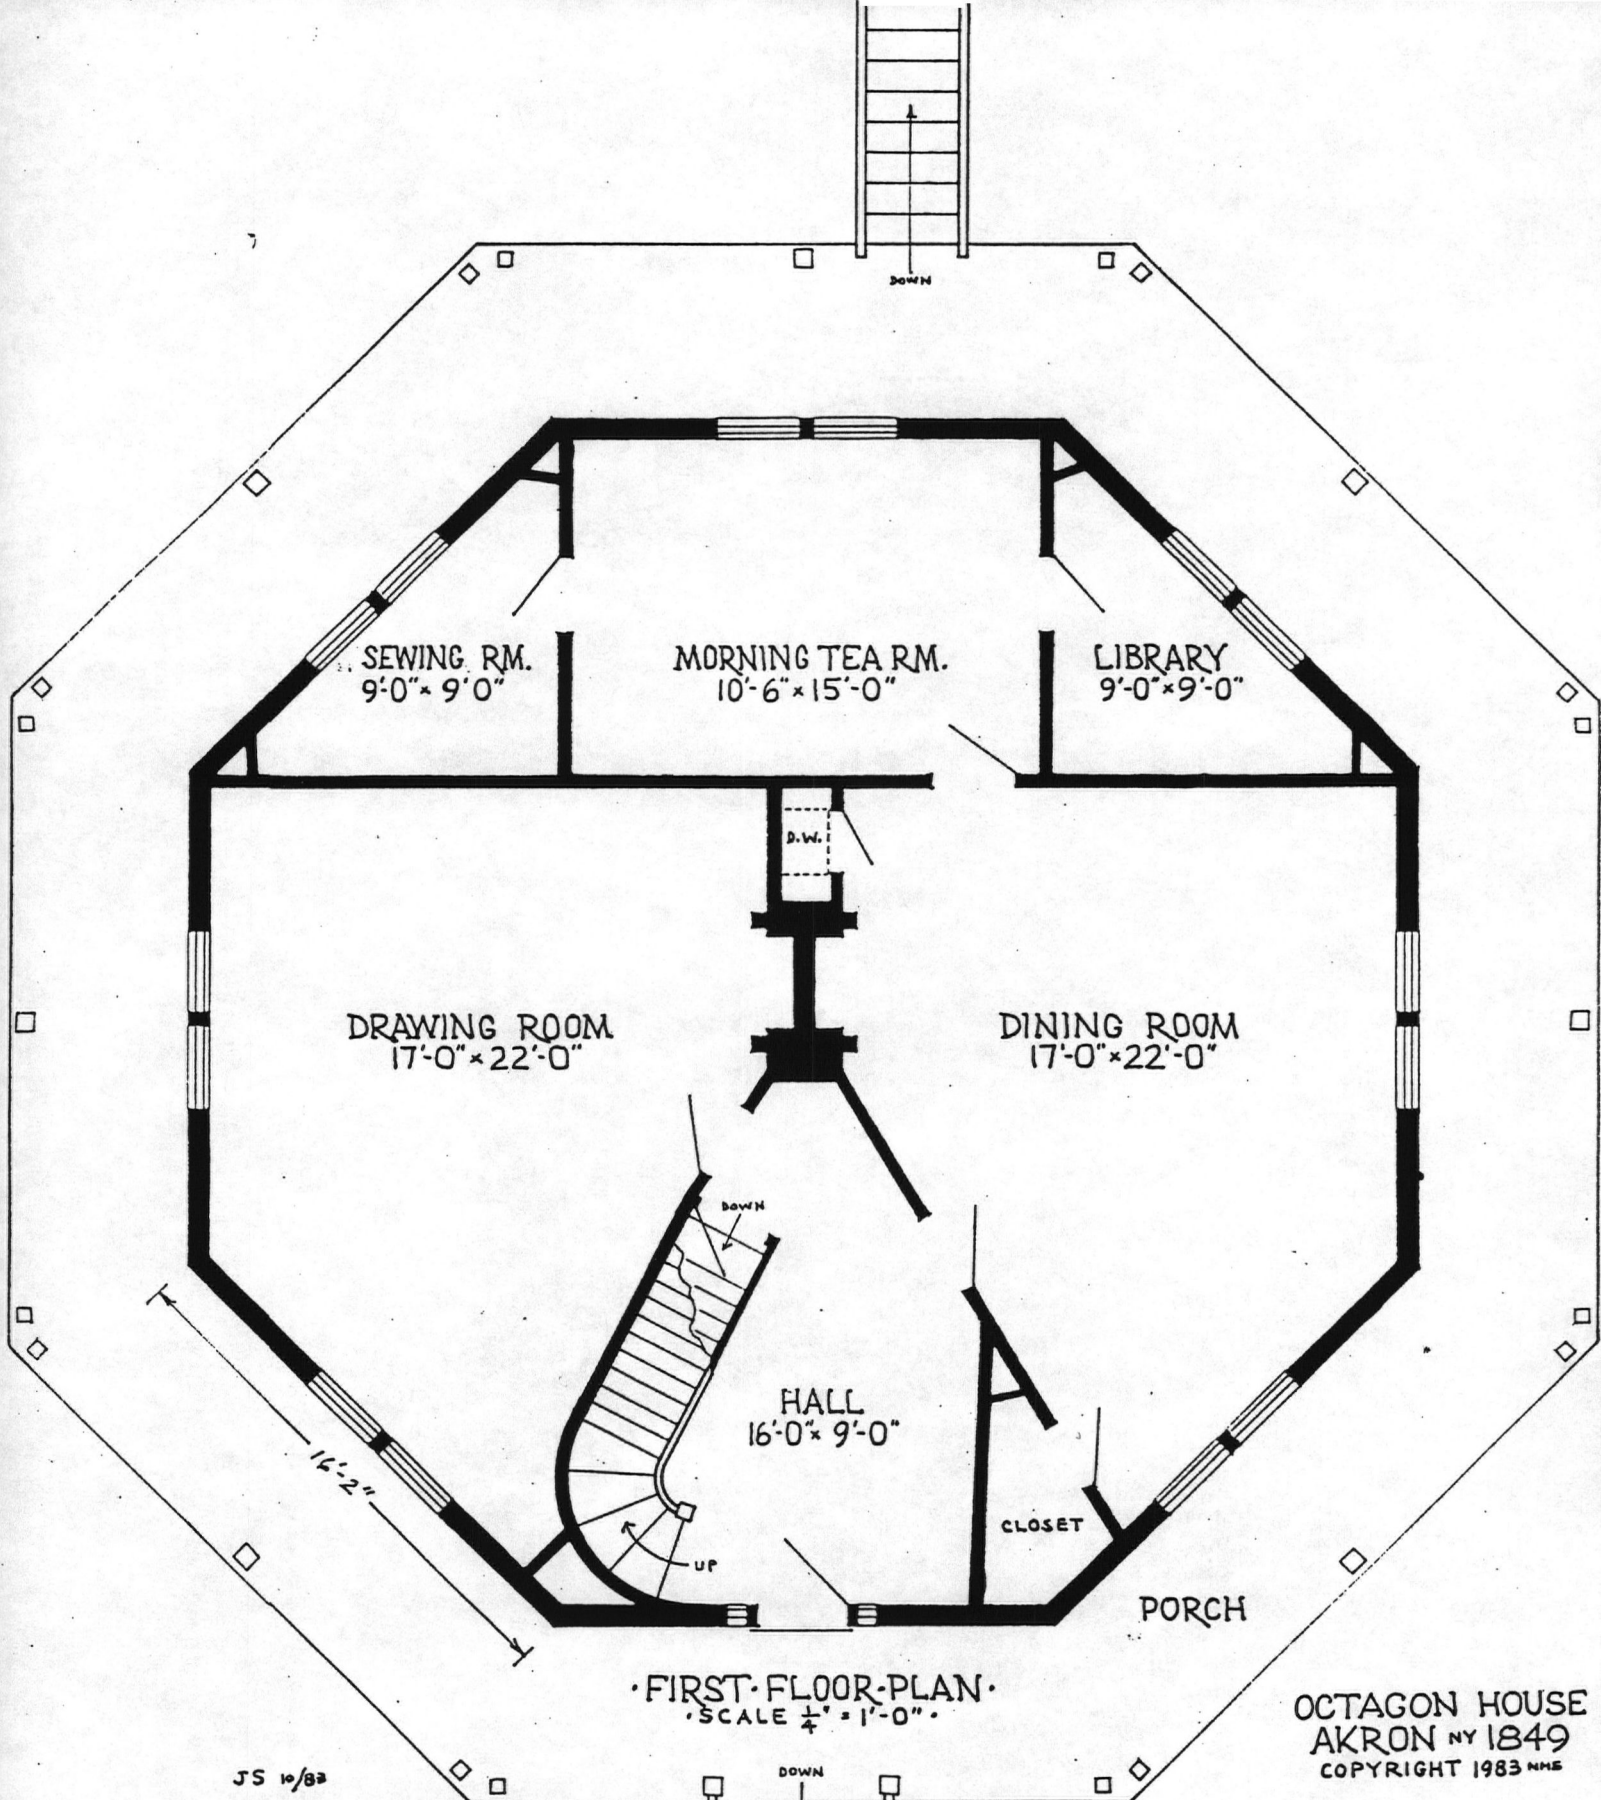 DOWN
SEWING RM.
9'-0" x 9'0"
MORNING TEA RM.
10'-6" x 15'-0"
LIBRARY
9'-0" x 9'-0"
D.W.
DRAWING ROOM
17'-0" x 22'-0"
DINING ROOM
17'-0" x 22'-0"
DOWN
HALL
16'-0" x 9'-0"
16'-2"
CLOSET
UP
PORCH
·FIRST·FLOOR·PLAN·
·SCALE ¼" = 1'-0"·
OCTAGON HOUSE
AKRON NY 1849
COPYRIGHT 1983 NHS
JS 10/83
DOWN